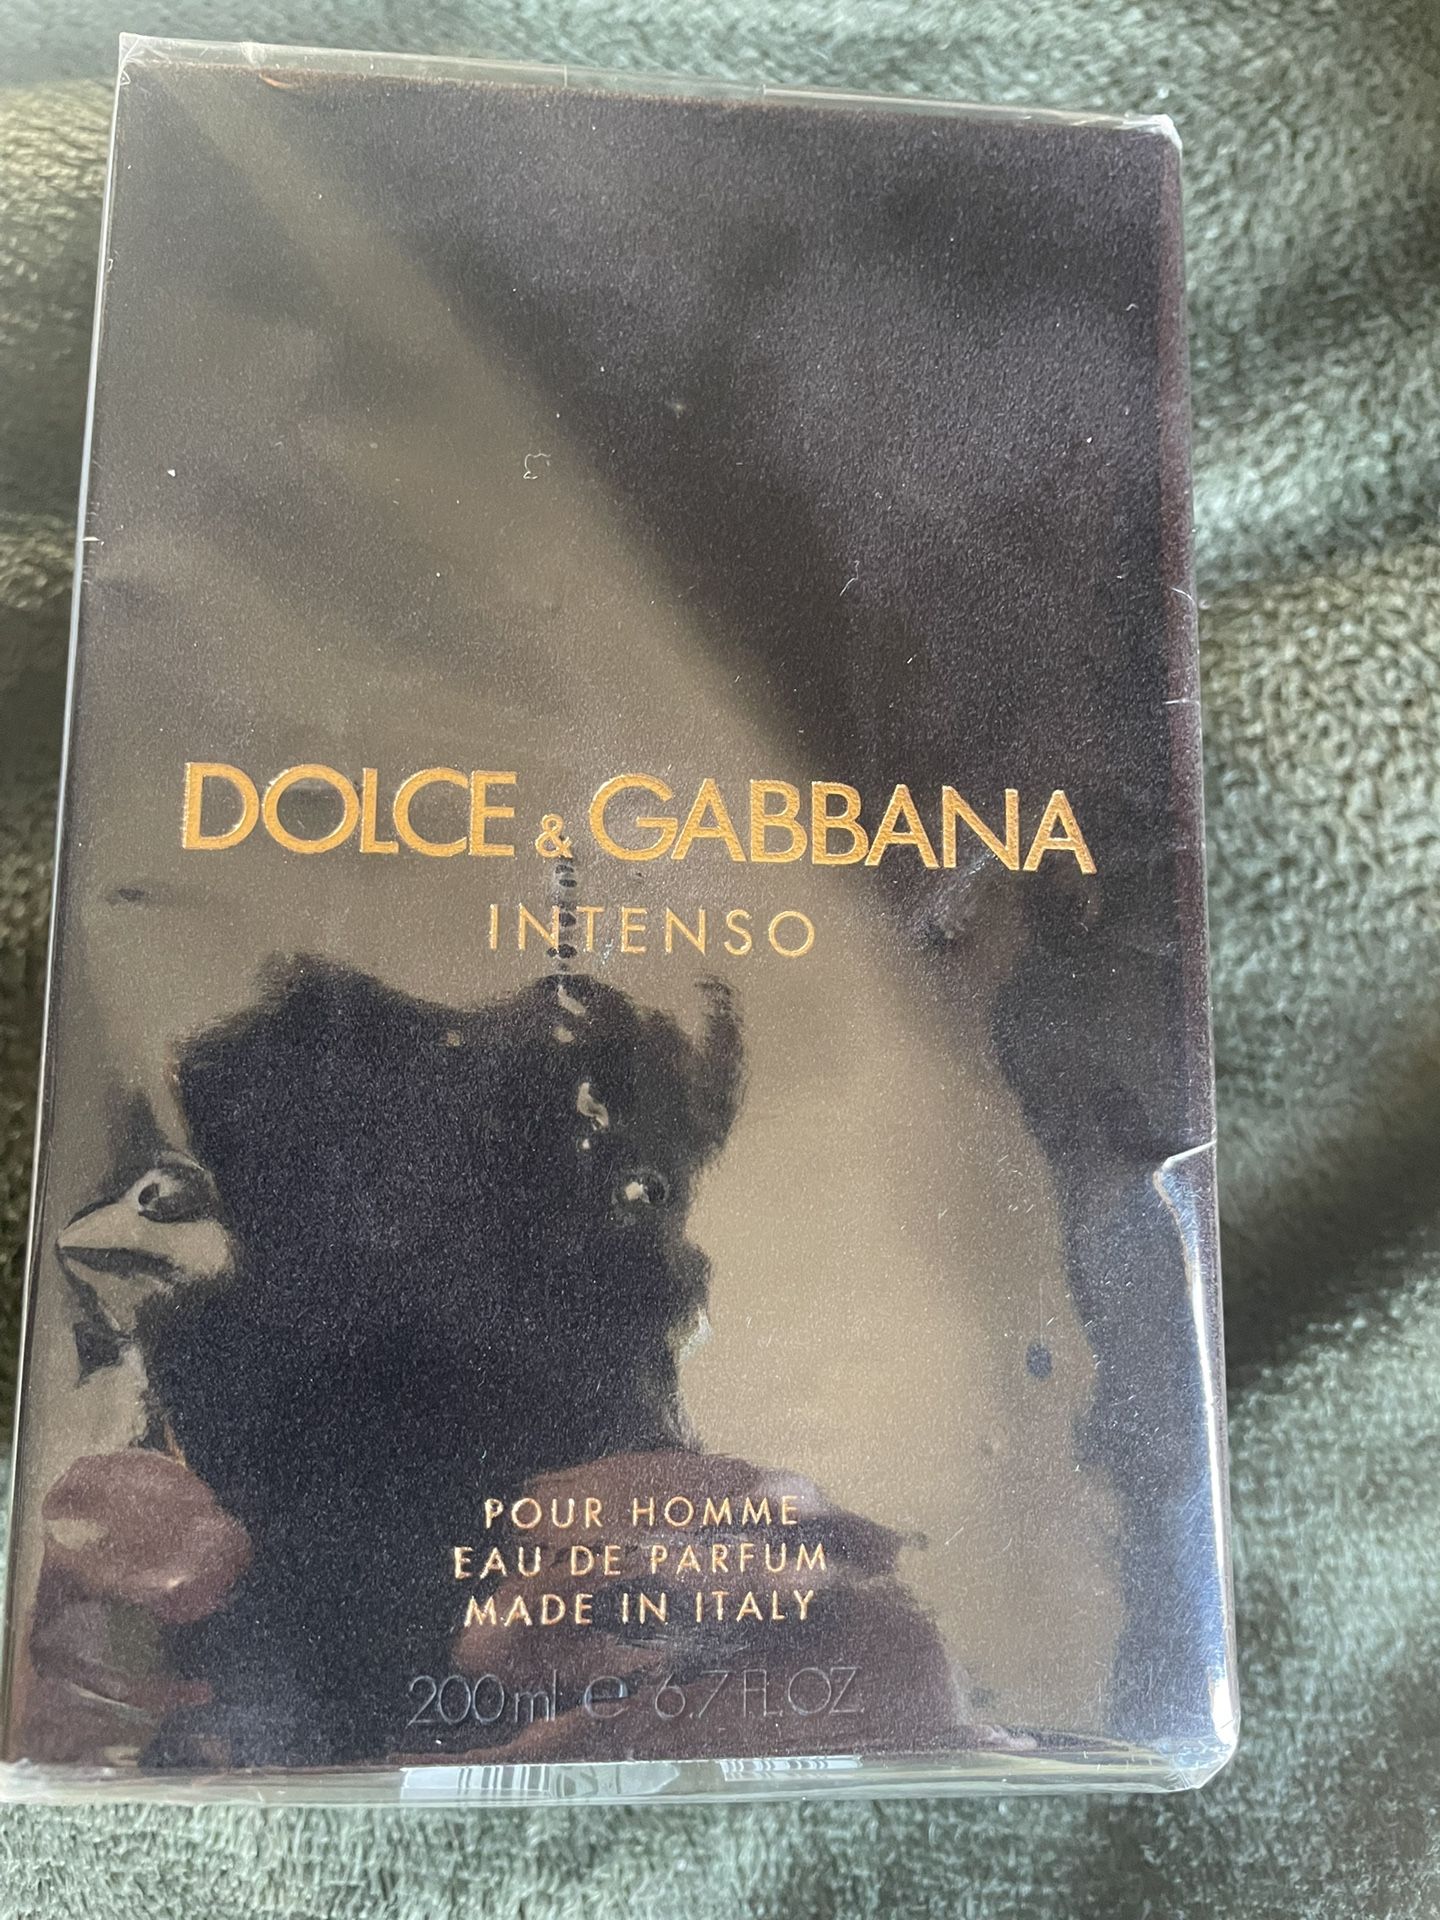 DOLCE & GABBANA
INTENSO
POUR HOMME
EAU DE PARFUM
MADE IN ITALY
200ml e 6.7 FL.OZ.